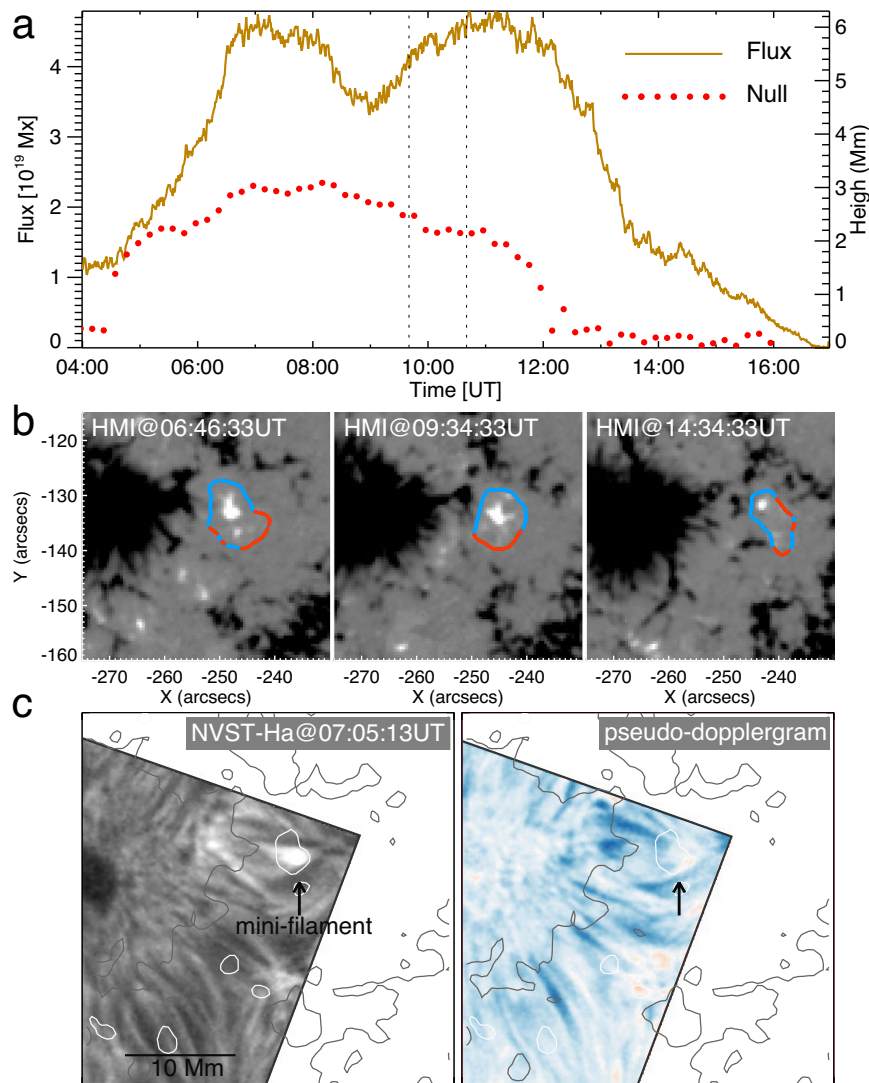 a
Flux
Null
Flux [10^19 Mx]
4
3
2
1
0
6
5
4
3
2
1
0
Heigh (Mm)
04:00 06:00 08:00 10:00 12:00 14:00 16:00
Time [UT]
b
HMI@06:46:33UT HMI@09:34:33UT HMI@14:34:33UT
Y (arcsecs)
-120
-130
-140
-150
-160
-270 -260 -250 -240 -270 -260 -250 -240 -270 -260 -250 -240
X (arcsecs) X (arcsecs) X (arcsecs)
c
NVST-Ha@07:05:13UT pseudo-dopplergram
mini-filament
10 Mm